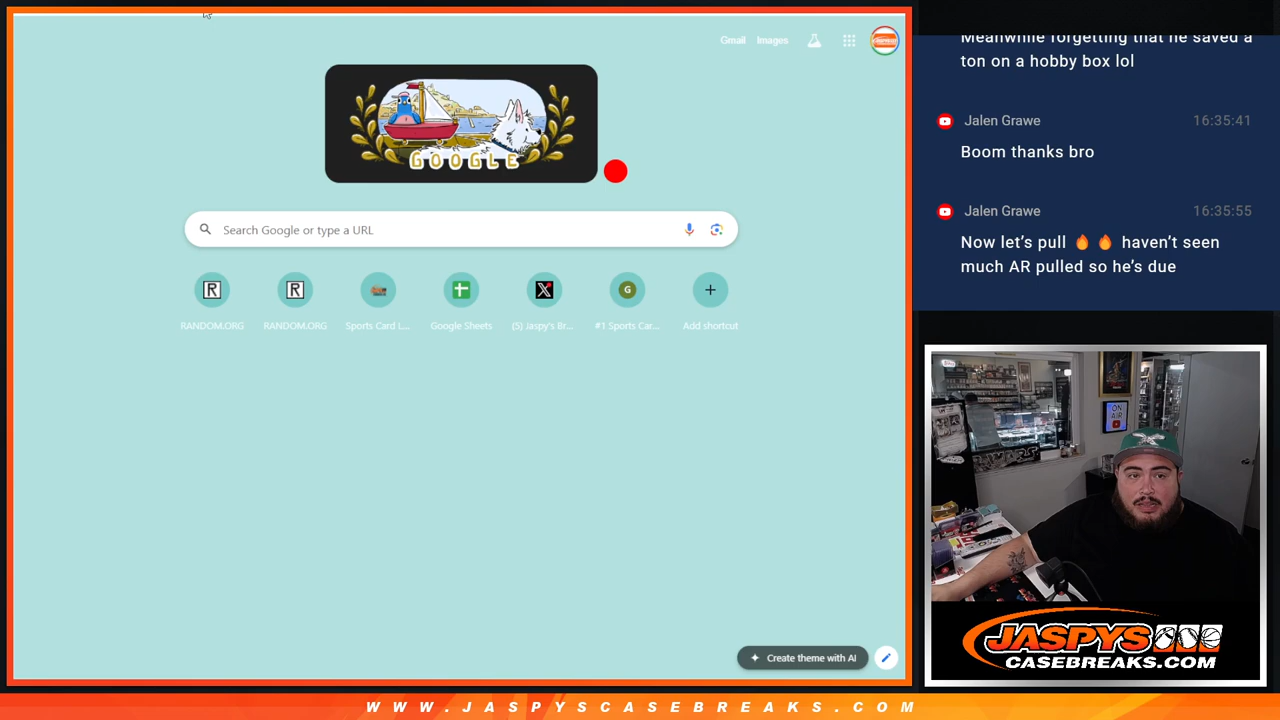 Gmail
Images
GOOGLE
Search Google or type a URL
RANDOM.ORG
RANDOM.ORG
Sports Card L...
Google Sheets
(5) Jaspy's Br...
#1 Sports Car...
Add shortcut
Create theme with AI
Meanwhile forgetting that he saved a
ton on a hobby box lol
Jalen Grawe 16:35:41
Boom thanks bro
Jalen Grawe 16:35:55
Now let's pull 🔥 🔥 haven't seen
much AR pulled so he's due
ON
AIR
JASPYS
CASEBREAKS.COM
WWW.JASPYSCASEBREAKS.COM